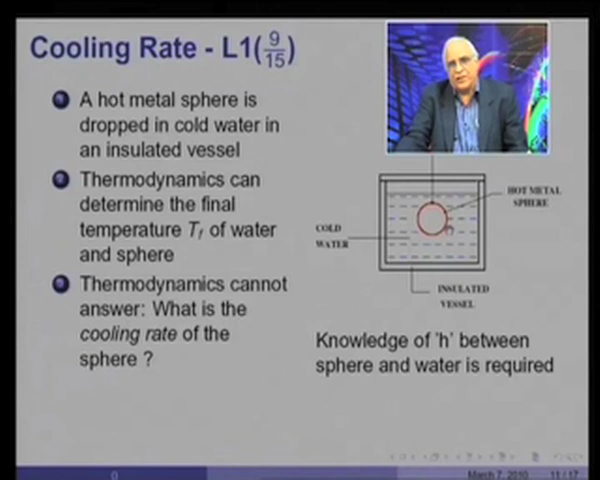 Cooling Rate - L1(9/15)
A hot metal sphere is
dropped in cold water in
an insulated vessel
Thermodynamics can
determine the final
temperature Tf of water
and sphere
Thermodynamics cannot
answer: What is the
cooling rate of the
sphere ?
HOT METAL
SPHERE
COLD
WATER
INSULATED
VESSEL
Knowledge of 'h' between
sphere and water is required
0
March 7, 2010
11 / 17